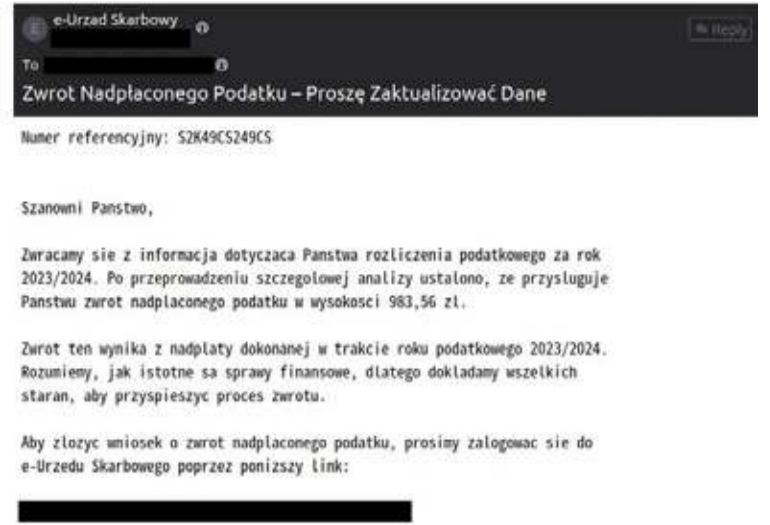 E
e-Urzad Skarbowy
Reply
To
Zwrot Nadpłaconego Podatku – Proszę Zaktualizować Dane
Numer referencyjny: S2K49CS249CS
Szanowni Panstwo,
Zwracamy sie z informacja dotyczaca Panstwa rozliczenia podatkowego za rok
2023/2024. Po przeprowadzeniu szczegolowej analizy ustalono, ze przysluguje
Panstwu zwrot nadplaconego podatku w wysokosci 983,56 zl.
Zwrot ten wynika z nadplaty dokonanej w trakcie roku podatkowego 2023/2024.
Rozumiemy, jak istotne sa sprawy finansowe, dlatego dokladamy wszelkich
staran, aby przyspieszyc proces zwrotu.
Aby zlozyc wniosek o zwrot nadplaconego podatku, prosimy zalogowac sie do
e-Urzedu Skarbowego poprzez ponizszy link: